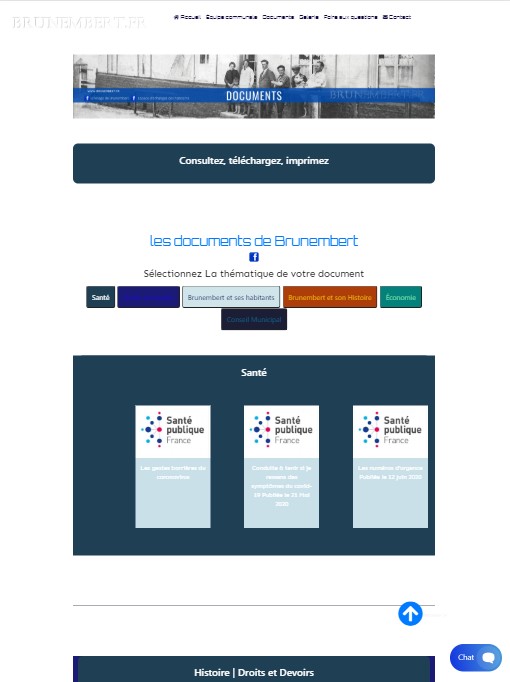 BRUNEMBERT.FR
Accueil Equipe communale Documents Galerie Foire aux questions Contact
DOCUMENTS
BRUNEMBERT.FR
Consultez, téléchargez, imprimez
les documents de Brunembert
Sélectionnez La thématique de votre document
Santé
Brunembert et ses habitants
Brunembert et son Histoire
Économie
Conseil Municipal
Santé
Santé
publique
France
Les gestes barrières du
coronavirus
Santé
publique
France
Conduite à tenir si je
ressens des
symptômes du covid-
19 Publiée le 21 Mai
2020
Santé
publique
France
Les numéros d'urgence
Publiée le 12 juin 2020
Histoire | Droits et Devoirs
Chat